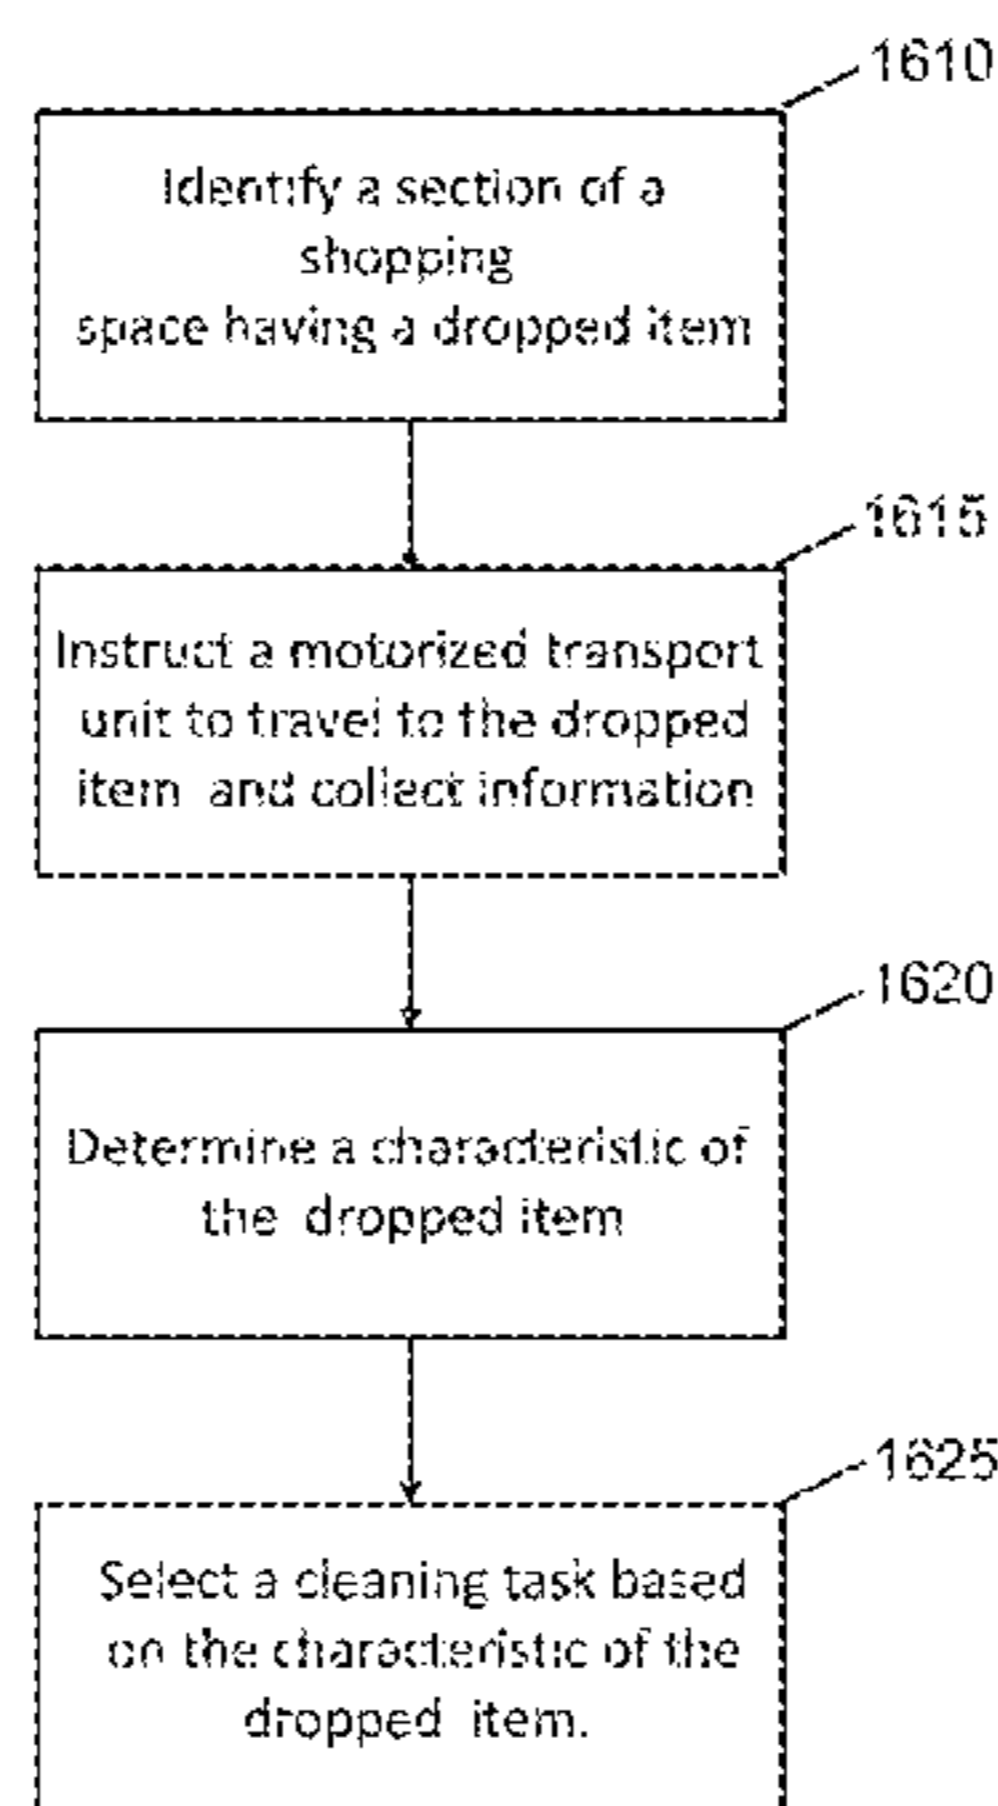 1610
Identify a section of a
shopping
space having a dropped item
1615
Instruct a motorized transport
unit to travel to the dropped
item and collect information
1620
Determine a characteristic of
the dropped item
1625
Select a cleaning task based
on the characteristic of the
dropped item.